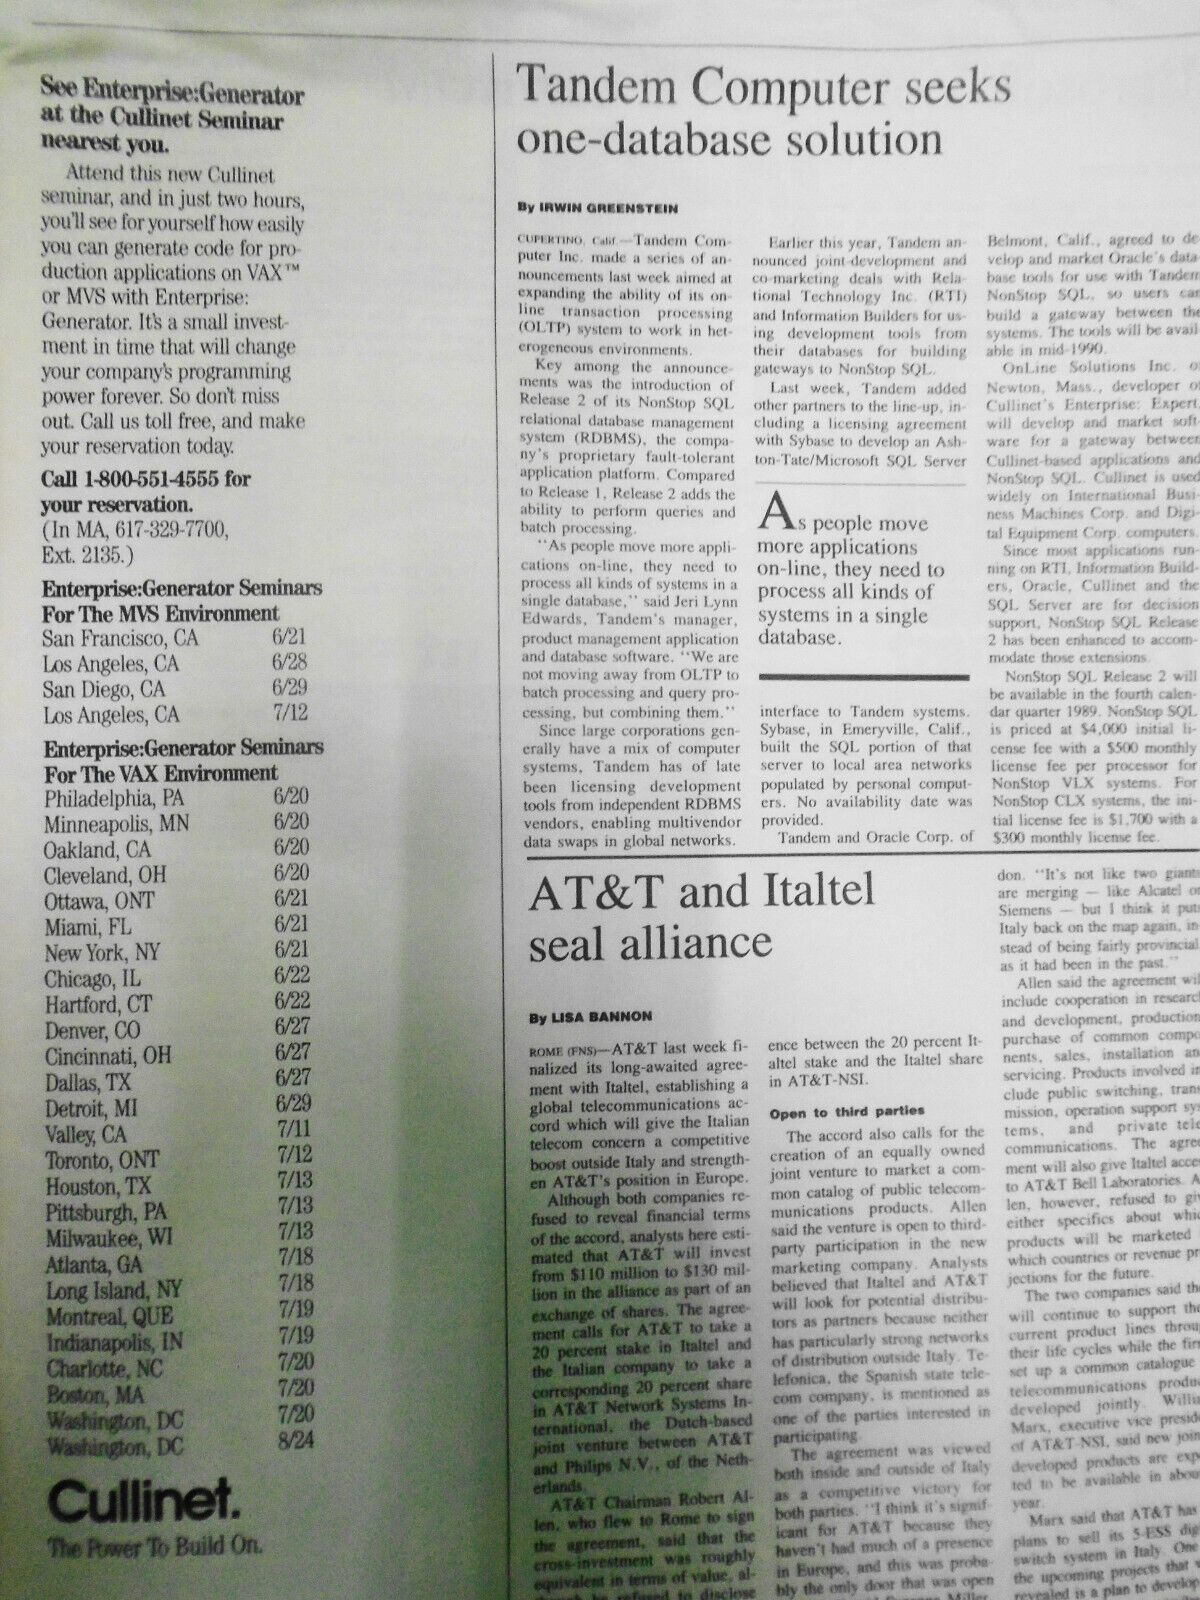 See Enterprise:Generator
at the Cullinet Seminar
nearest you.
Attend this new Cullinet
seminar, and in just two hours,
you'll see for yourself how easily
you can generate code for pro-
duction applications on VAX™
or MVS with Enterprise:
Generator. It's a small invest-
ment in time that will change
your company's programming
power forever. So don't miss
out. Call us toll free, and make
your reservation today.
Call 1-800-551-4555 for
your reservation.
(In MA, 617-329-7700,
Ext. 2135.)
Enterprise:Generator Seminars
For The MVS Environment
San Francisco, CA 6/21
Los Angeles, CA 6/28
San Diego, CA 6/29
Los Angeles, CA 7/12
Enterprise:Generator Seminars
For The VAX Environment
Philadelphia, PA 6/20
Minneapolis, MN 6/20
Oakland, CA 6/20
Cleveland, OH 6/20
Ottawa, ONT 6/21
Miami, FL 6/21
New York, NY 6/21
Chicago, IL 6/22
Hartford, CT 6/22
Denver, CO 6/27
Cincinnati, OH 6/27
Dallas, TX 6/27
Detroit, MI 6/29
Valley, CA 7/11
Toronto, ONT 7/12
Houston, TX 7/13
Pittsburgh, PA 7/13
Milwaukee, WI 7/13
Atlanta, GA 7/18
Long Island, NY 7/18
Montreal, QUE 7/19
Indianapolis, IN 7/19
Charlotte, NC 7/20
Boston, MA 7/20
Washington, DC 7/20
Washington, DC 8/24
Cullinet.
The Power To Build On.
Tandem Computer seeks
one-database solution
By IRWIN GREENSTEIN
CUPERTINO, Calif.—Tandem Com-
puter Inc. made a series of an-
nouncements last week aimed at
expanding the ability of its on-
line transaction processing
(OLTP) system to work in het-
erogeneous environments.
Key among the announce-
ments was the introduction of
Release 2 of its NonStop SQL
relational database management
system (RDBMS), the compa-
ny's proprietary fault-tolerant
application platform. Compared
to Release 1, Release 2 adds the
ability to perform queries and
batch processing.
"As people move more appli-
cations on-line, they need to
process all kinds of systems in a
single database," said Jeri Lynn
Edwards, Tandem's manager,
product management application
and database software. "We are
not moving away from OLTP to
batch processing and query pro-
cessing, but combining them."
Since large corporations gen-
erally have a mix of computer
systems, Tandem has of late
been licensing development
tools from independent RDBMS
vendors, enabling multivendor
data swaps in global networks.
Earlier this year, Tandem an-
nounced joint-development and
co-marketing deals with Rela-
tional Technology Inc. (RTI)
and Information Builders for us-
ing development tools from
their databases for building
gateways to NonStop SQL.
Last week, Tandem added
other partners to the line-up, in-
cluding a licensing agreement
with Sybase to develop an Ash-
ton-Tate/Microsoft SQL Server
As people move
more applications
on-line, they need to
process all kinds of
systems in a single
database.
interface to Tandem systems.
Sybase, in Emeryville, Calif.,
built the SQL portion of that
server to local area networks
populated by personal comput-
ers. No availability date was
provided.
Tandem and Oracle Corp. of
Belmont, Calif., agreed to de-
velop and market Oracle's data-
base tools for use with Tandem
NonStop SQL, so users can
build a gateway between the
systems. The tools will be avail-
able in mid-1990.
OnLine Solutions Inc. of
Newton, Mass., developer of
Cullinet's Enterprise: Expert,
will develop and market soft-
ware for a gateway between
Cullinet-based applications and
NonStop SQL. Cullinet is used
widely on International Busi-
ness Machines Corp. and Digi-
tal Equipment Corp. computers.
Since most applications run-
ning on RTI, Information Build-
ers, Oracle, Cullinet and the
SQL Server are for decision
support, NonStop SQL Release
2 has been enhanced to accom-
modate those extensions.
NonStop SQL Release 2 will
be available in the fourth calen-
dar quarter 1989. NonStop SQL
is priced at $4,000 initial li-
cense fee with a $500 monthly
license fee per processor for
NonStop VLX systems. For
NonStop CLX systems, the ini-
tial license fee is $1,700 with a
$300 monthly license fee.
AT&T and Italtel
seal alliance
By LISA BANNON
ROME (FNS)—AT&T last week fi-
nalized its long-awaited agree-
ment with Italtel, establishing a
global telecommunications ac-
cord which will give the Italian
telecom concern a competitive
boost outside Italy and strength-
en AT&T's position in Europe.
Although both companies re-
fused to reveal financial terms
of the accord, analysts here esti-
mated that AT&T will invest
from $110 million to $130 mil-
lion in the alliance as part of an
exchange of shares. The agree-
ment calls for AT&T to take a
20 percent stake in Italtel and
the Italian company to take a
corresponding 20 percent share
in AT&T Network Systems In-
ternational, the Dutch-based
joint venture between AT&T
and Philips N.V., of the Neth-
erlands.
AT&T Chairman Robert Al-
len, who flew to Rome to sign
the agreement, said that the
cross-investment was roughly
equivalent in terms of value, al-
though he refused to disclose
ence between the 20 percent It-
altel stake and the Italtel share
in AT&T-NSI.
Open to third parties
The accord also calls for the
creation of an equally owned
joint venture to market a com-
mon catalog of public telecom-
munications products. Allen
said the venture is open to third-
party participation in the new
marketing company. Analysts
believed that Italtel and AT&T
will look for potential distribu-
tors as partners because neither
has particularly strong networks
of distribution outside Italy. Te-
lefonica, the Spanish state tele-
com company, is mentioned as
one of the parties interested in
participating.
The agreement was viewed
both inside and outside of Italy
as a competitive victory for
both parties. "I think it's signif-
icant for AT&T because they
haven't had much of a presence
in Europe, and this was proba-
bly the only door that was open
don. "It's not like two giants
are merging — like Alcatel or
Siemens — but I think it puts
Italy back on the map again, in-
stead of being fairly provincial
as it had been in the past."
Allen said the agreement will
include cooperation in research
and development, production
purchase of common compo
nents, sales, installation an
servicing. Products involved in
clude public switching, trans
mission, operation support sys
tems, and private tele
communications. The agree
ment will also give Italtel acces
to AT&T Bell Laboratories. A
len, however, refused to giv
either specifics about whic
products will be marketed
which countries or revenue pr
jections for the future.
The two companies said the
will continue to support the
current product lines throu
their life cycles while the fir
set up a common catalogue
telecommunications produc
developed jointly. Willi
Marx, executive vice presid
of AT&T-NSI, said new join
developed products are exp
ted to be available in abou
year.
Marx said that AT&T has
plans to sell its 5-ESS digi
switch system in Italy. One
the upcoming projects that w
revealed is a plan to develop